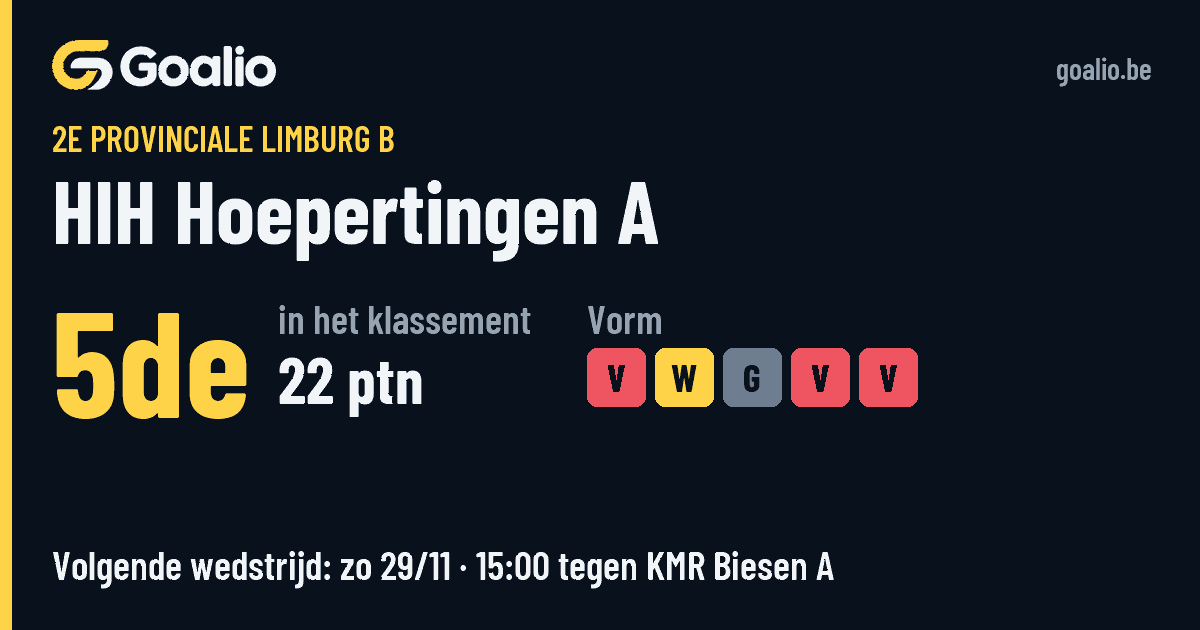 Goalio
goalio.be
2E PROVINCIALE LIMBURG B
HIH Hoepertingen A
5de
in het klassement
22 ptn
Vorm
V W G V V
Volgende wedstrijd: zo 29/11 · 15:00 tegen KMR Biesen A